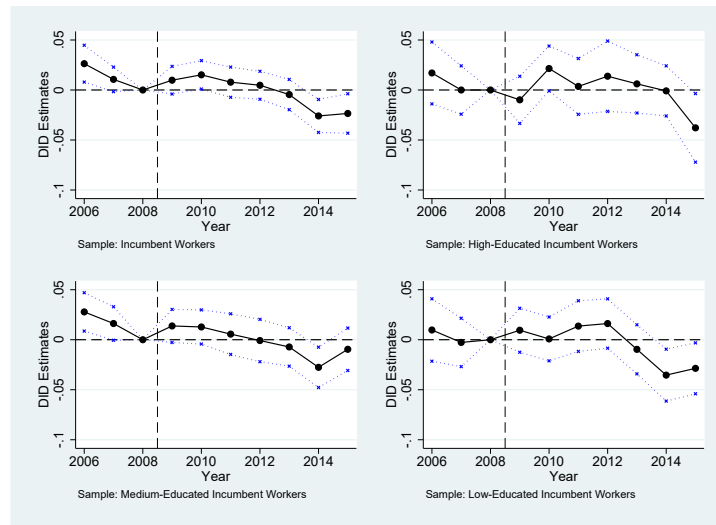 DID Estimates
.05
0
-.05
-.1
2006 2008 2010 2012 2014
Year
Sample: Incumbent Workers
DID Estimates
.05
0
-.05
-.1
2006 2008 2010 2012 2014
Year
Sample: High-Educated Incumbent Workers
DID Estimates
.05
0
-.05
-.1
2006 2008 2010 2012 2014
Year
Sample: Medium-Educated Incumbent Workers
DID Estimates
.05
0
-.05
-.1
2006 2008 2010 2012 2014
Year
Sample: Low-Educated Incumbent Workers